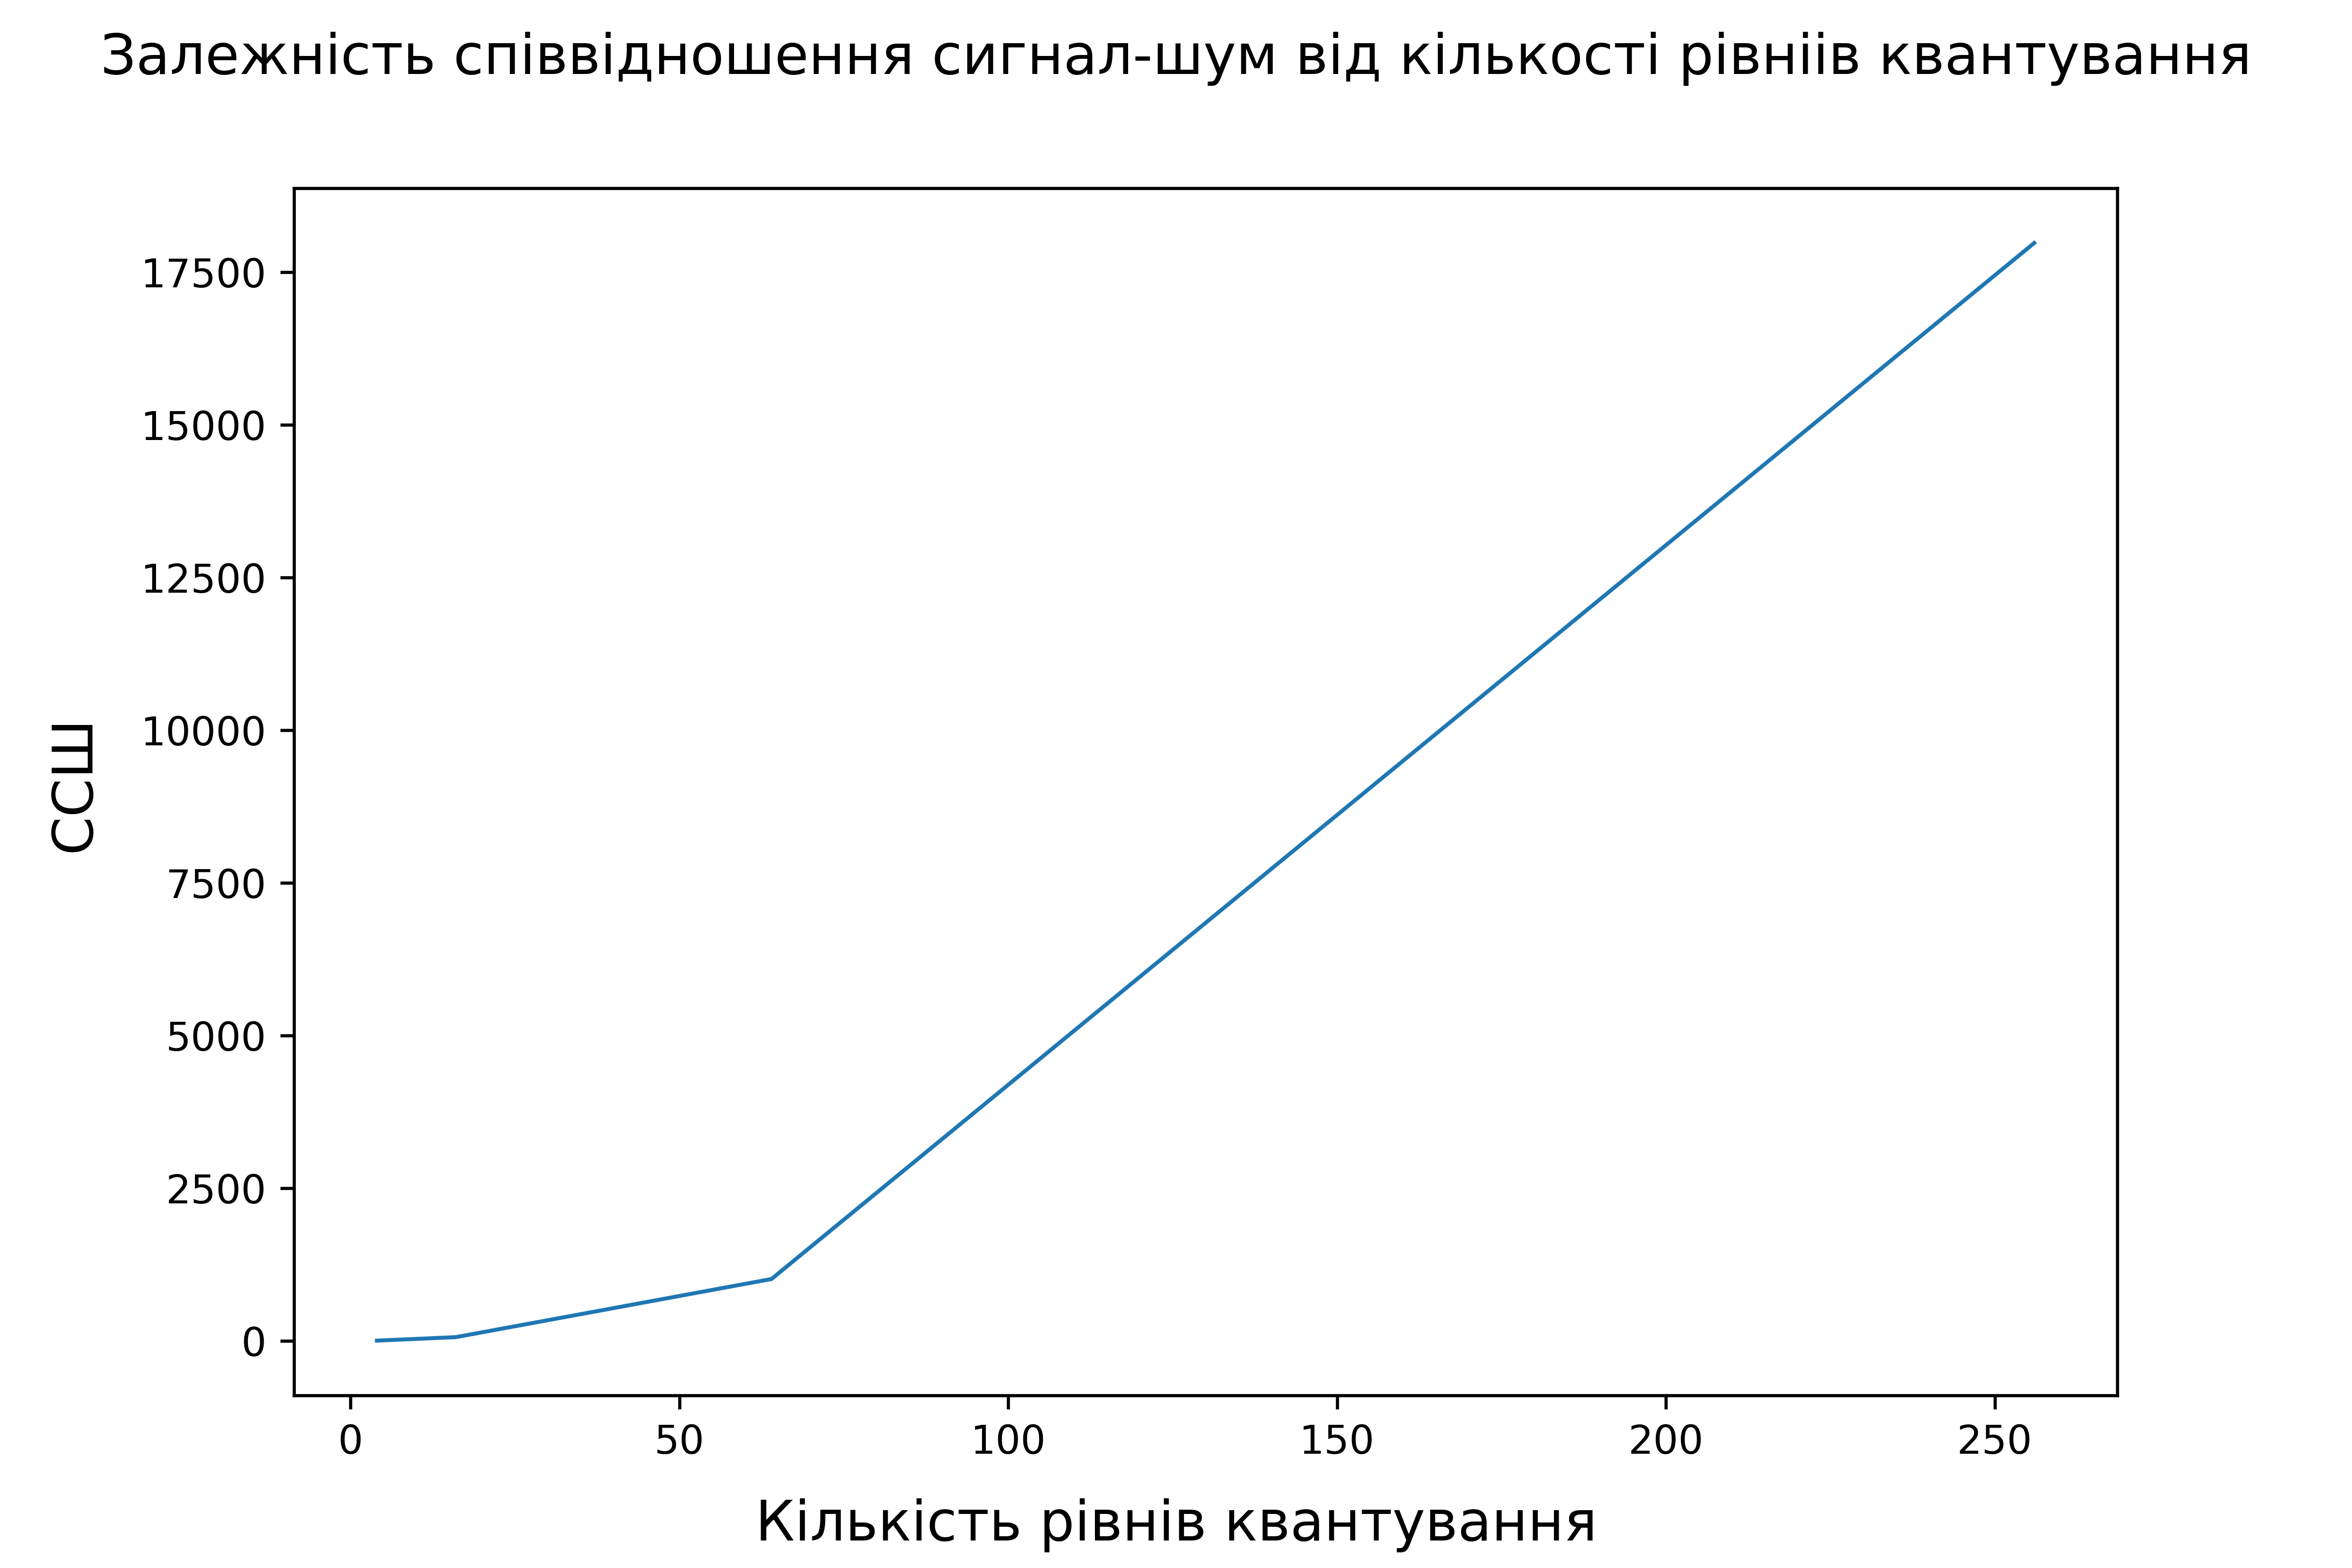 Залежність співвідношення сигнал-шум від кількості рівніів квантування
17500
15000
12500
10000
7500
5000
2500
0
ССШ
0 50 100 150 200 250
Кількість рівнів квантування